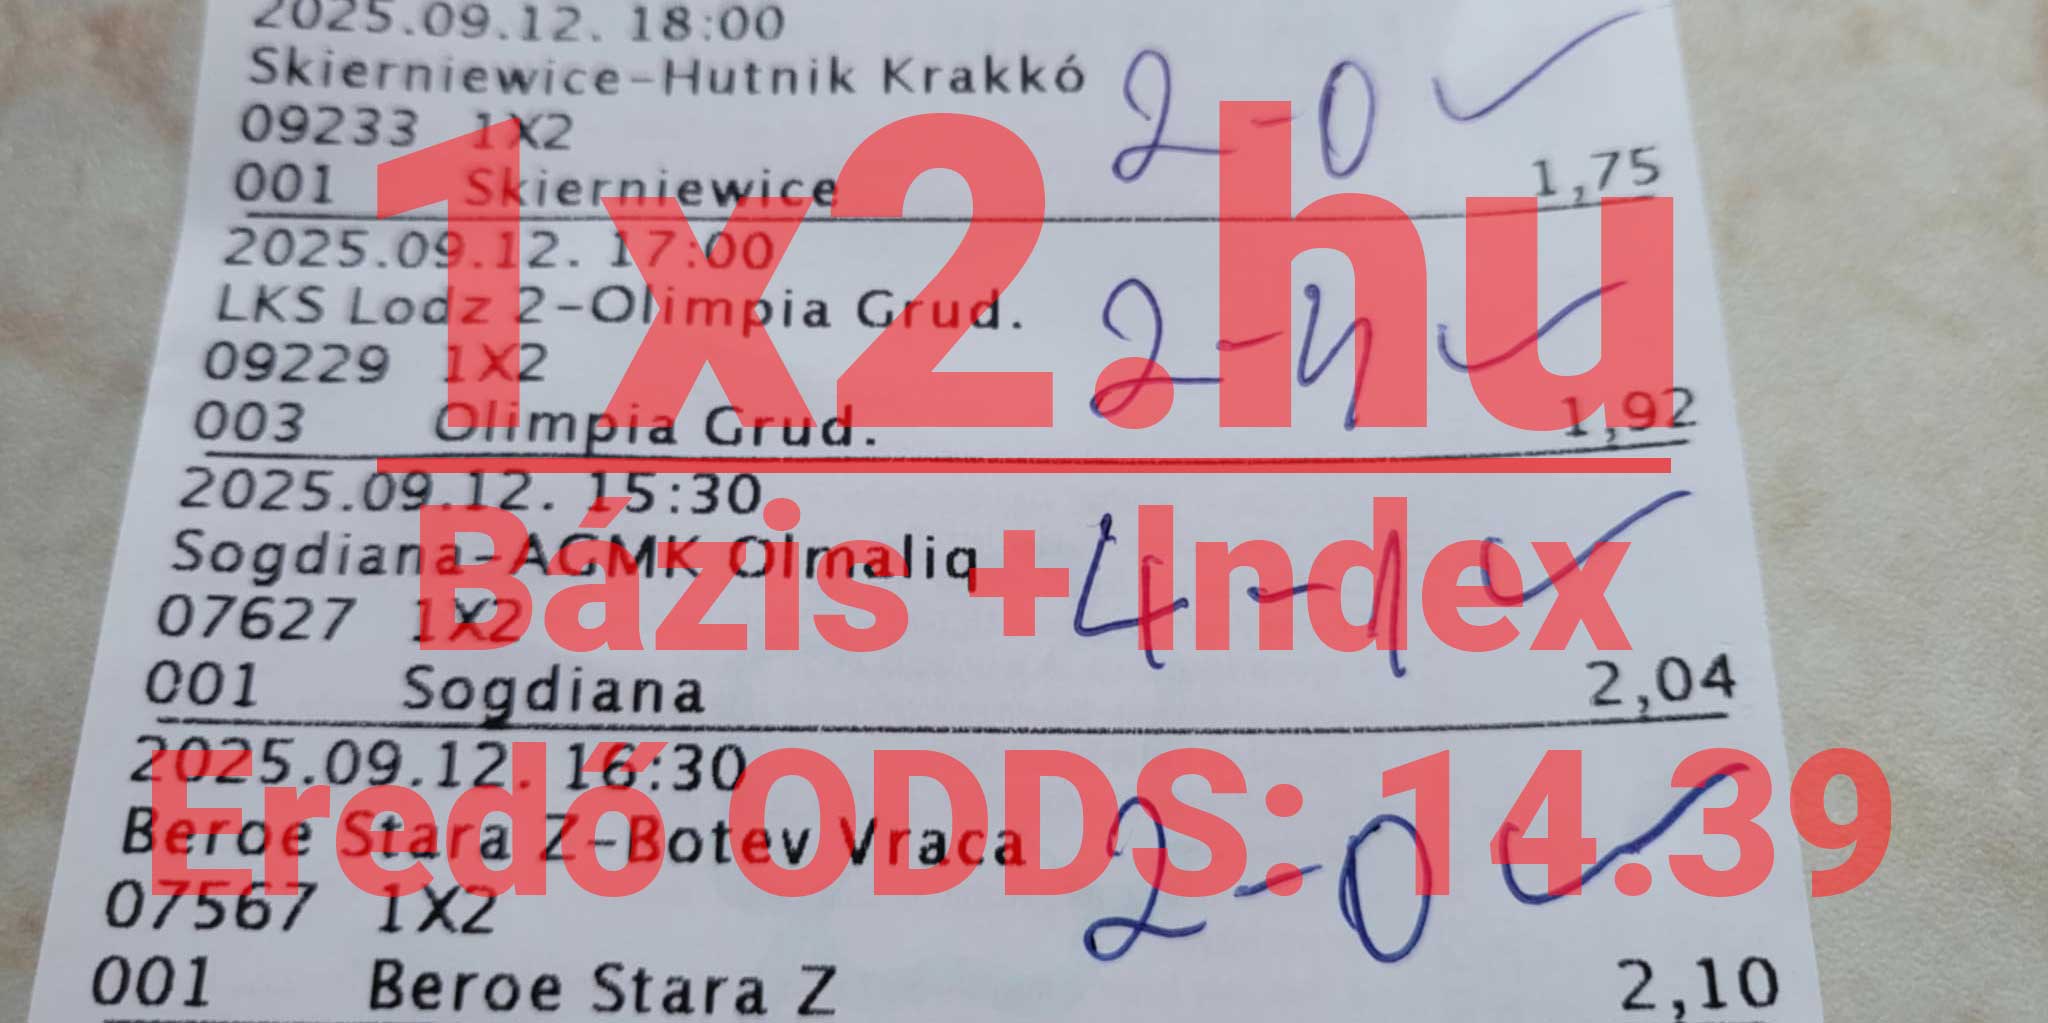 2025.09.12. 18:00
Skierniewice-Hutnik Krakkó 2-0
09233 1X2
001 Skierniewice 1,75
2025.09.12. 17:00
LKS Lodz 2-Olimpia Grud. 2-4
09229 1X2
003 Olimpia Grud. 1,92
2025.09.12. 15:30
Sogdiana-AGMK Olmaliq 4-1
07627 1X2
001 Sogdiana 2,04
2025.09.12. 16:30
Beroe Stara Z-Botev Vraca 2-0
07567 1X2
001 Beroe Stara Z 2,10
1x2.hu
Bázis + Index
Eredő ODDS: 14.39